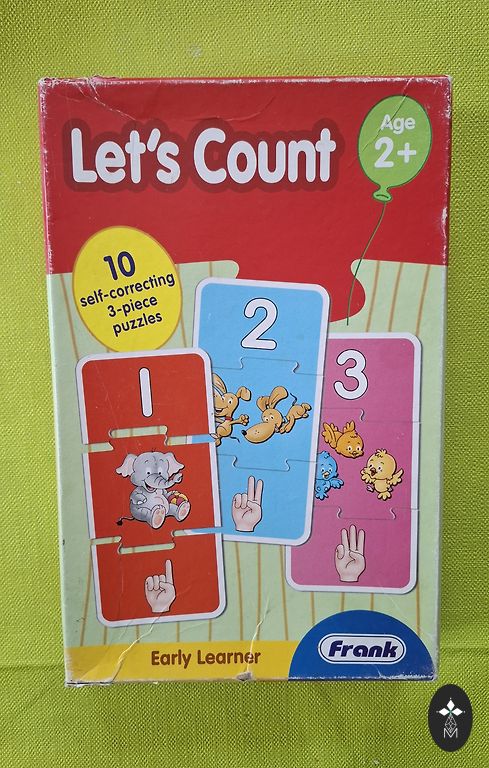 Let's Count
Age
2+
10
self-correcting
3-piece
puzzles
1
2
3
Early Learner
Frank
M